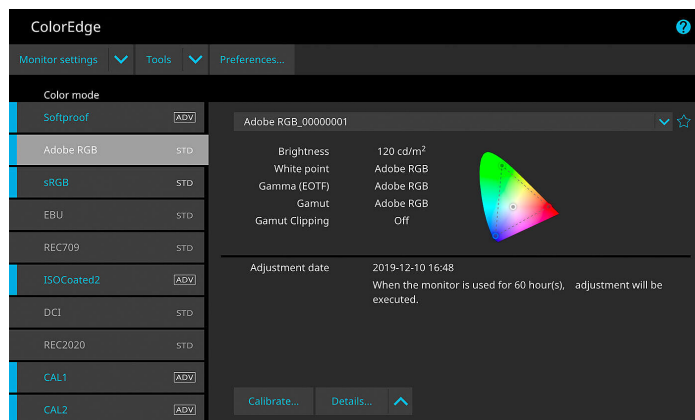 ColorEdge
?
Monitor settings Tools Preferences...
Color mode
Softproof ADV
Adobe RGB STD
sRGB STD
EBU STD
REC709 STD
ISOCoated2 ADV
DCI STD
REC2020 STD
CAL1 ADV
CAL2 ADV
Adobe RGB_00000001
Brightness 120 cd/m²
White point Adobe RGB
Gamma (EOTF) Adobe RGB
Gamut Adobe RGB
Gamut Clipping Off
Adjustment date 2019-12-10 16:48
When the monitor is used for 60 hour(s), adjustment will be
executed.
Calibrate... Details...